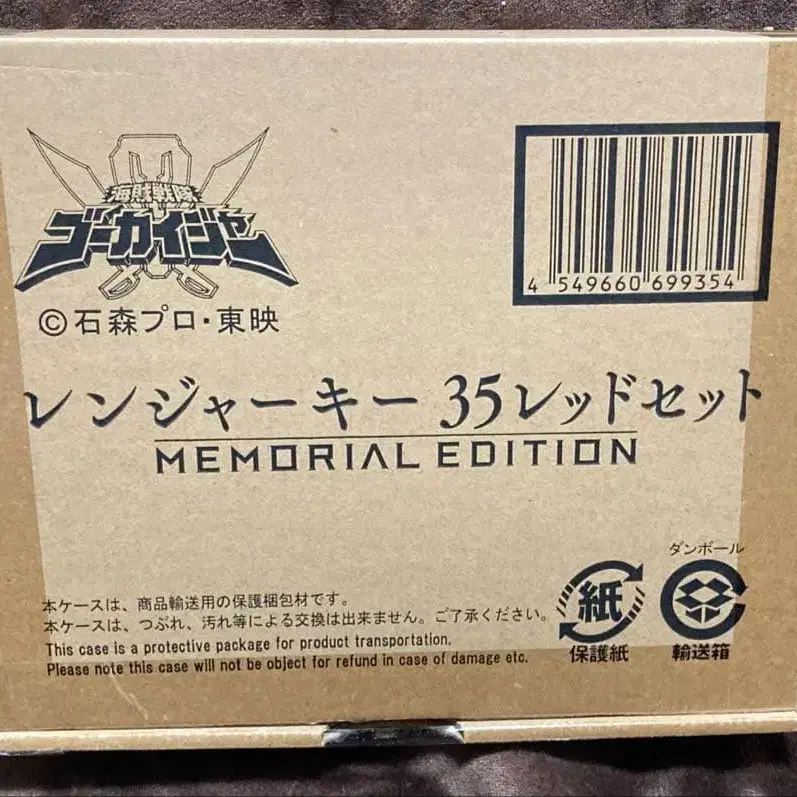 海賊戦隊
ゴーカイジャー
©石森プロ・東映
4 549660 699354
レンジャーキー 35レッドセット
MEMORIAL EDITION
本ケースは、商品輸送用の保護梱包材です。
本ケースは、つぶれ、汚れ等による交換は出来ません。ご了承ください。
This case is a protective package for product transportation.
Please note this case will not be object for refund in case of damage etc.
紙
保護紙
ダンボール
輸送箱